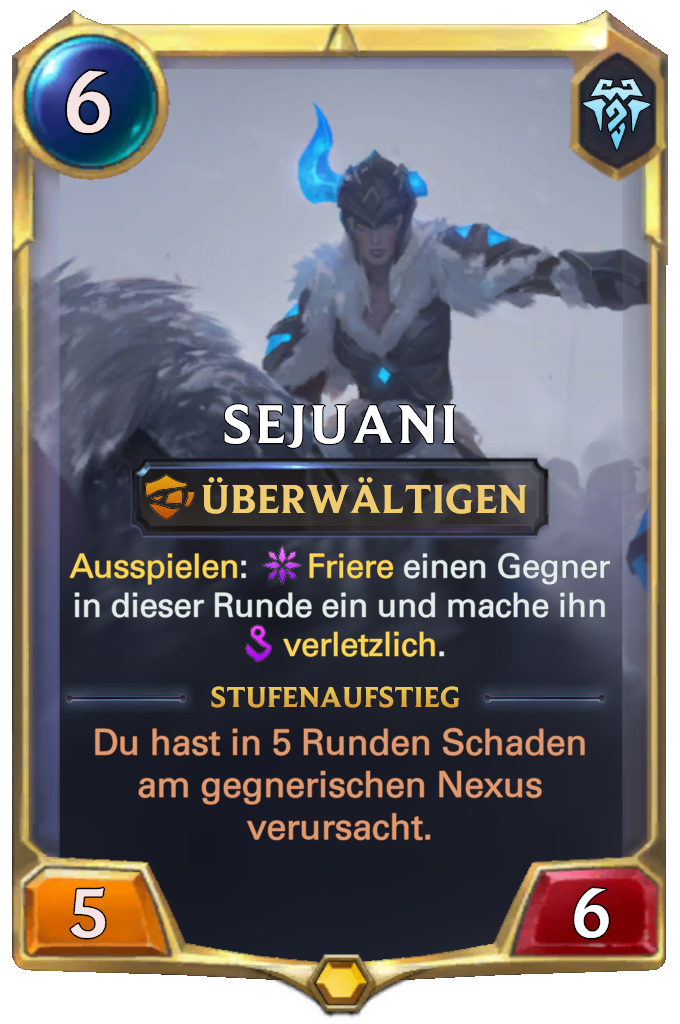 6
SEJUANI
ÜBERWÄLTIGEN
Ausspielen: Friere einen Gegner
in dieser Runde ein und mache ihn
verletzlich.
STUFENAUFSTIEG
Du hast in 5 Runden Schaden
am gegnerischen Nexus
verursacht.
5
6